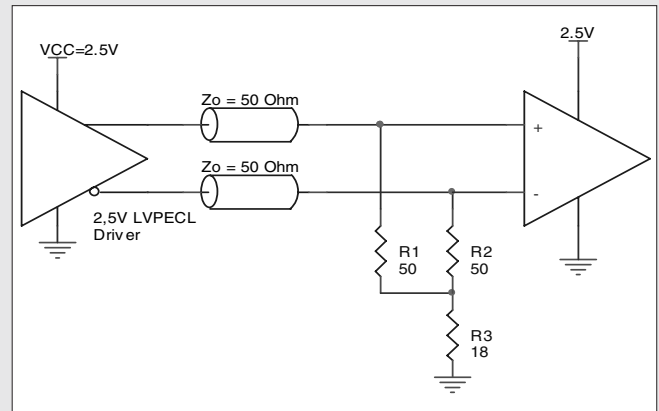 VCC=2.5V
2.5V
Zo = 50 Ohm
+
Zo = 50 Ohm
-
2,5V LVPECL
Driver
R1
50
R2
50
R3
18